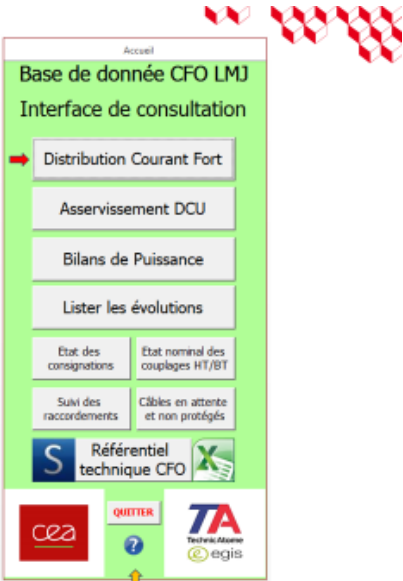 Accueil
Base de donnée CFO LMJ
Interface de consultation
Distribution Courant Fort
Asservissement DCU
Bilans de Puissance
Lister les évolutions
Etat des
consignations
Etat nominal des
couplages HT/BT
Suivi des
raccordements
Câbles en attente
et non protégés
S
Référentiel
technique CFO
X
cea
QUITTER
?
TA
TechnicAtome
egis